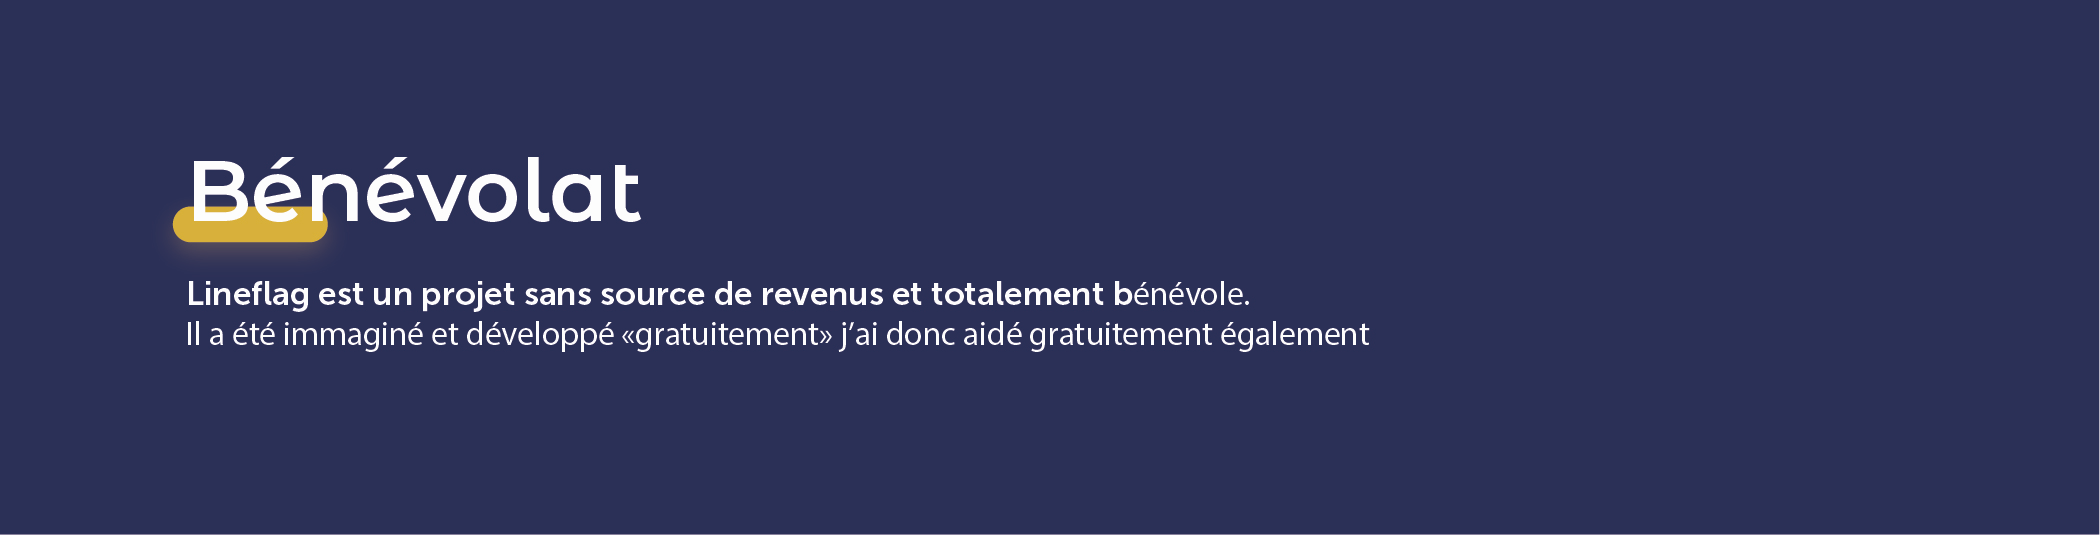 Bénévolat
Lineflag est un projet sans source de revenus et totalement bénévole.
Il a été immaginé et développé «gratuitement» j’ai donc aidé gratuitement également